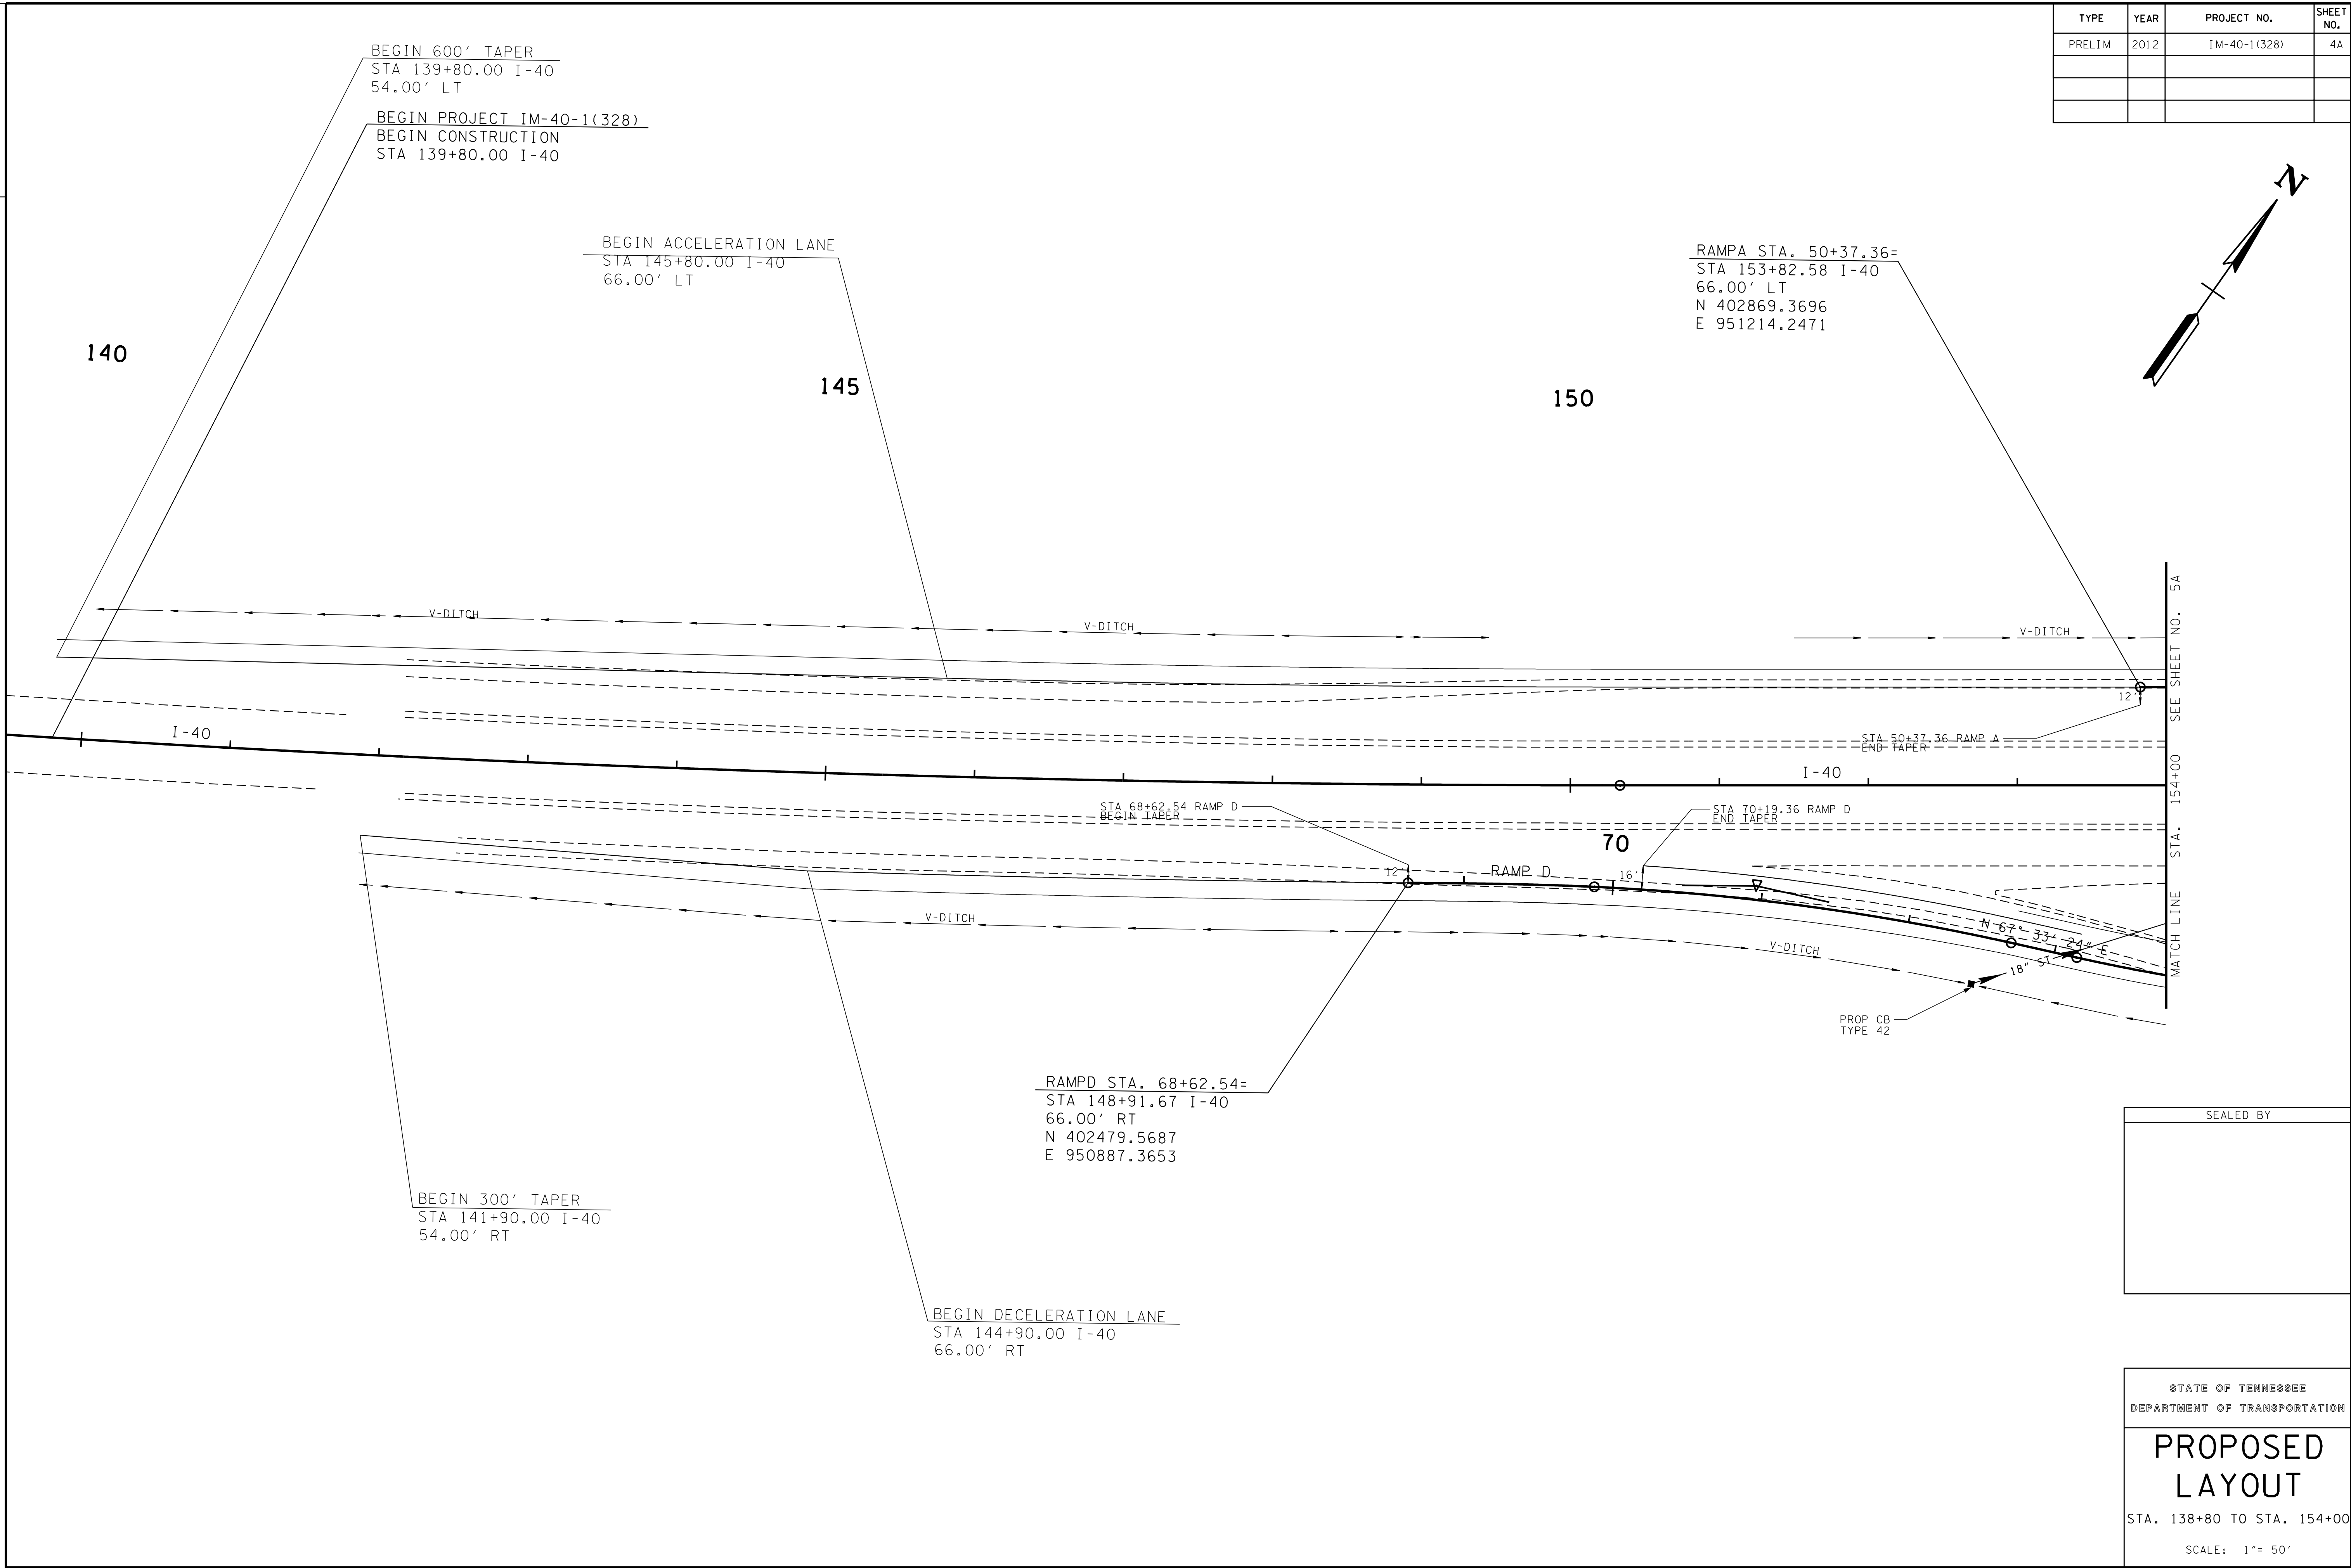 TYPE YEAR PROJECT NO. SHEET NO.
PRELIM 2012 IM-40-1(328) 4A
BEGIN 600' TAPER
STA 139+80.00 I-40
54.00' LT
BEGIN PROJECT IM-40-1(328)
BEGIN CONSTRUCTION
STA 139+80.00 I-40
N
BEGIN ACCELERATION LANE
STA 145+80.00 I-40
66.00' LT
RAMPA STA. 50+37.36=
STA 153+82.58 I-40
66.00' LT
N 402869.3696
E 951214.2471
140
145
150
V-DITCH
V-DITCH
V-DITCH
12'
STA 50+37.36 RAMP A
END TAPER
I-40
I-40
MATCH LINE STA. 154+00 SEE SHEET NO. 5A
STA 68+62.54 RAMP D
BEGIN TAPER
STA 70+19.36 RAMP D
END TAPER
70
12'
RAMP D
16'
V-DITCH
V-DITCH
N 67° 33' 24" E
18" ST
PROP CB
TYPE 42
RAMPD STA. 68+62.54=
STA 148+91.67 I-40
66.00' RT
N 402479.5687
E 950887.3653
BEGIN 300' TAPER
STA 141+90.00 I-40
54.00' RT
BEGIN DECELERATION LANE
STA 144+90.00 I-40
66.00' RT
SEALED BY
STATE OF TENNESSEE
DEPARTMENT OF TRANSPORTATION
PROPOSED
LAYOUT
STA. 138+80 TO STA. 154+00
SCALE: 1"= 50'